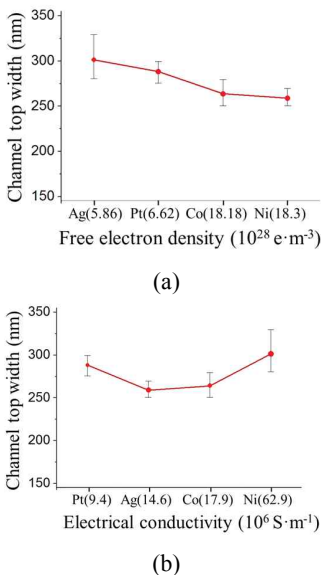 Channel top width (nm)
350
300
250
200
150
Ag(5.86) Pt(6.62) Co(18.18) Ni(18.3)
Free electron density (10²⁸ e·m⁻³)
(a)
Channel top width (nm)
350
300
250
200
150
Pt(9.4) Ag(14.6) Co(17.9) Ni(62.9)
Electrical conductivity (10⁶ S·m⁻¹)
(b)